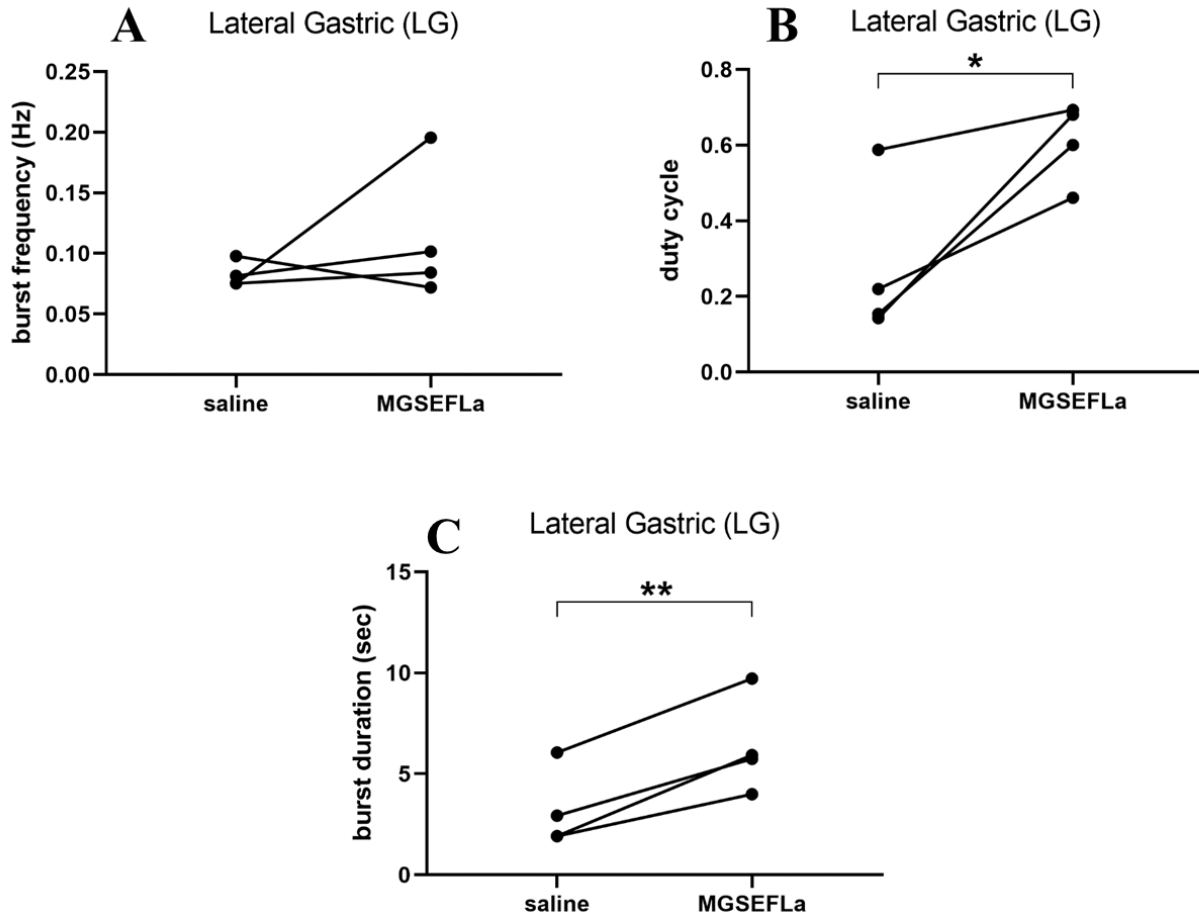 A
Lateral Gastric (LG)
burst frequency (Hz)
0.25
0.20
0.15
0.10
0.05
0.00
saline
MGSEFLa
B
Lateral Gastric (LG)
*
duty cycle
0.8
0.6
0.4
0.2
0.0
saline
MGSEFLa
C
Lateral Gastric (LG)
**
burst duration (sec)
15
10
5
0
saline
MGSEFLa